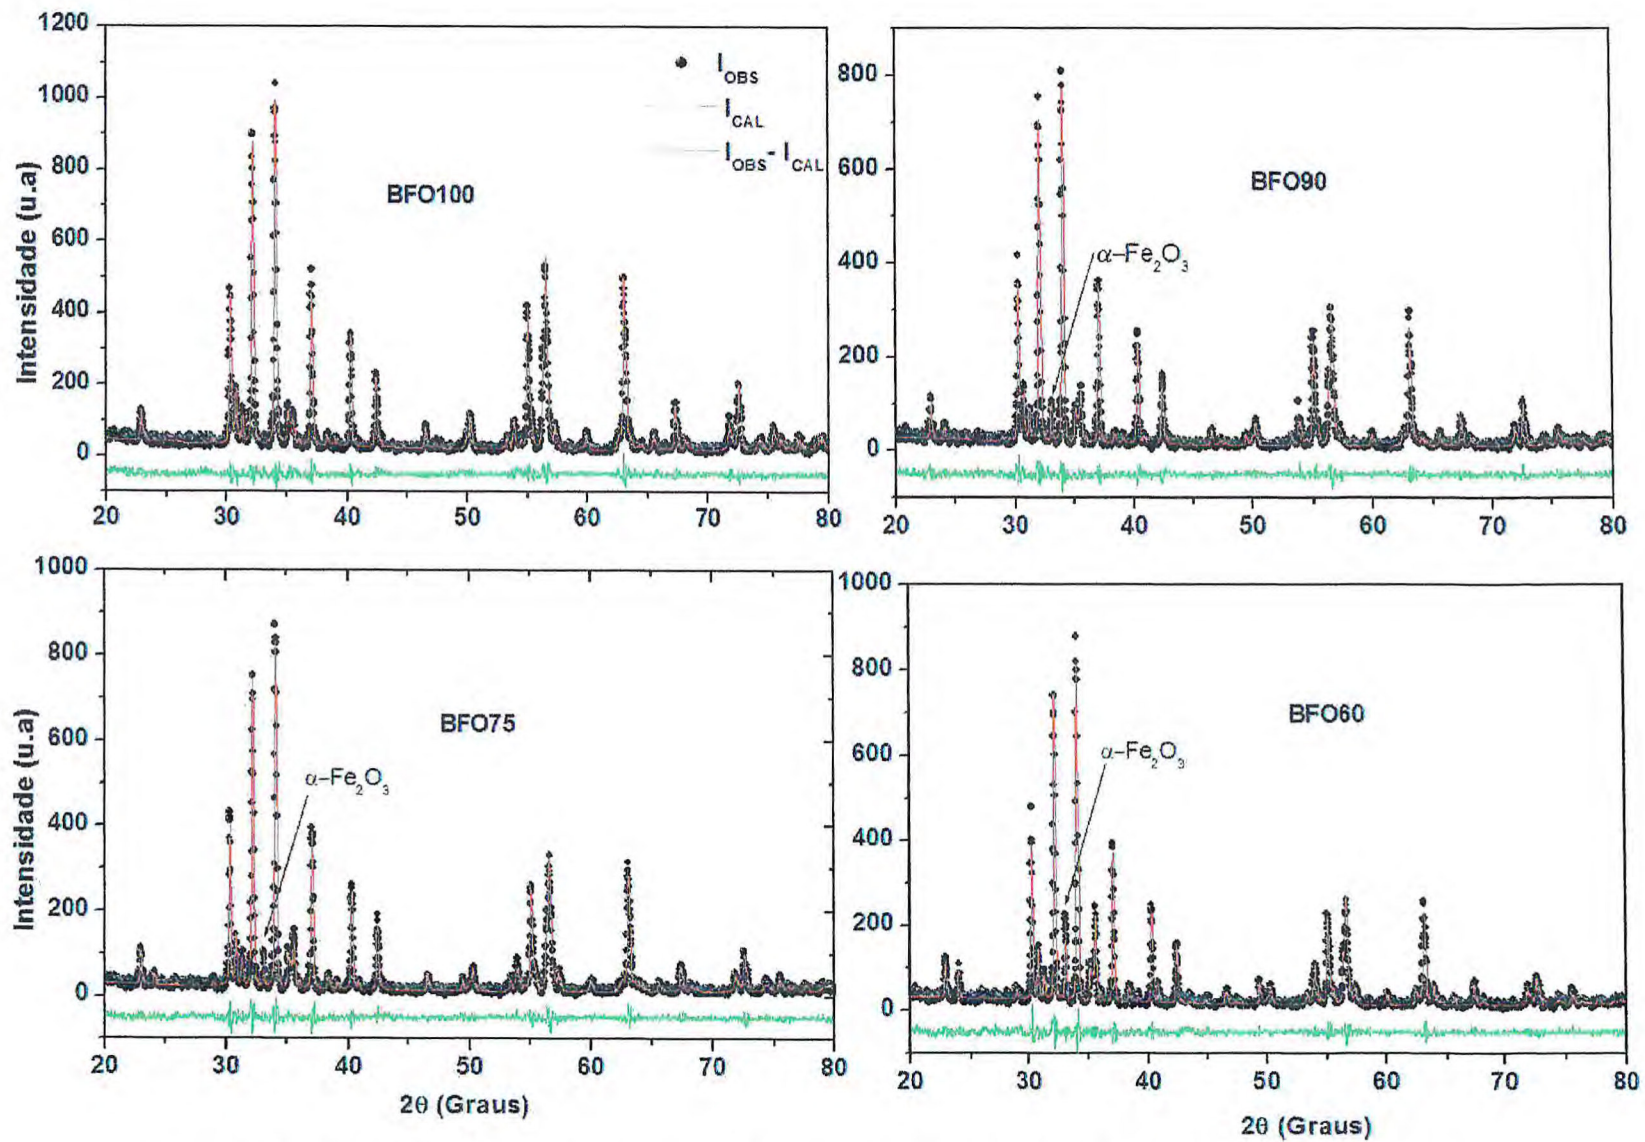 1200
1000
800
600
400
200
0
Intensidade (u.a)
I_OBS
I_CAL
I_OBS - I_CAL
BFO100
20 30 40 50 60 70 80
800
600
400
200
0
BFO90
α–Fe₂O₃
20 30 40 50 60 70 80
1000
800
600
400
200
0
Intensidade (u.a)
BFO75
α–Fe₂O₃
20 30 40 50 60 70 80
2θ (Graus)
1000
800
600
400
200
0
BFO60
α–Fe₂O₃
20 30 40 50 60 70 80
2θ (Graus)